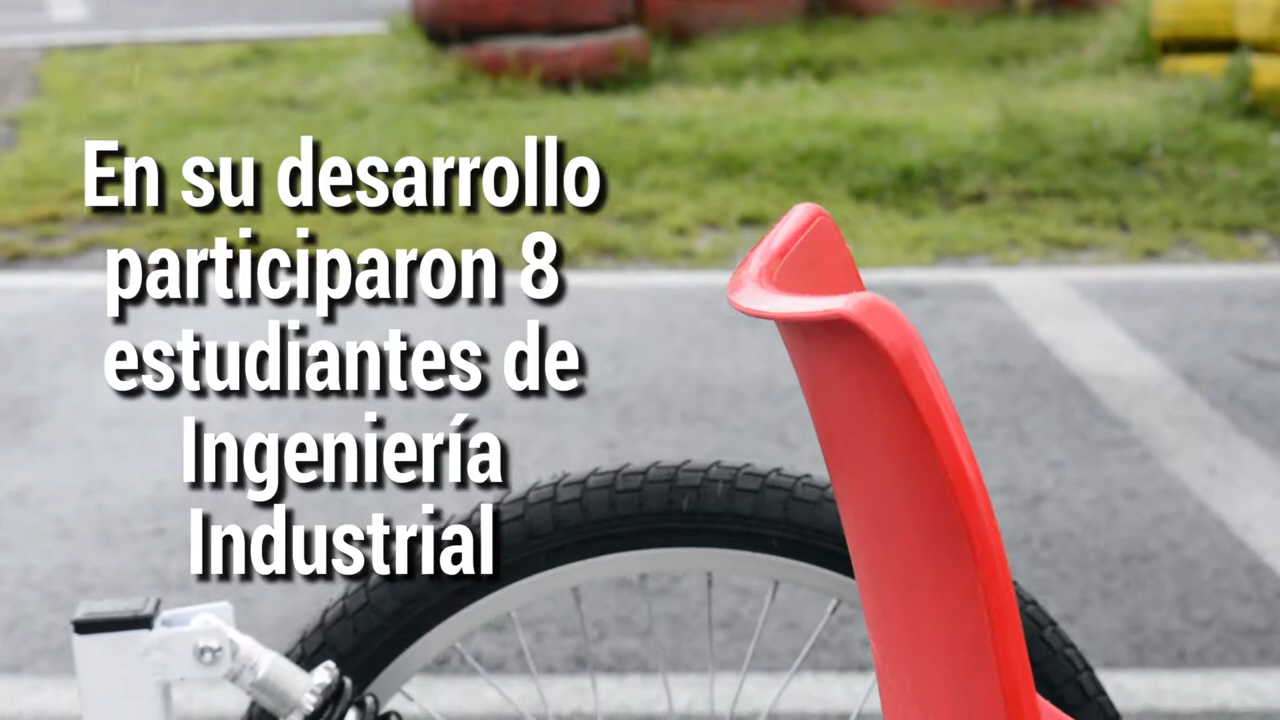 En su desarrollo
participaron 8
estudiantes de
Ingeniería
Industrial